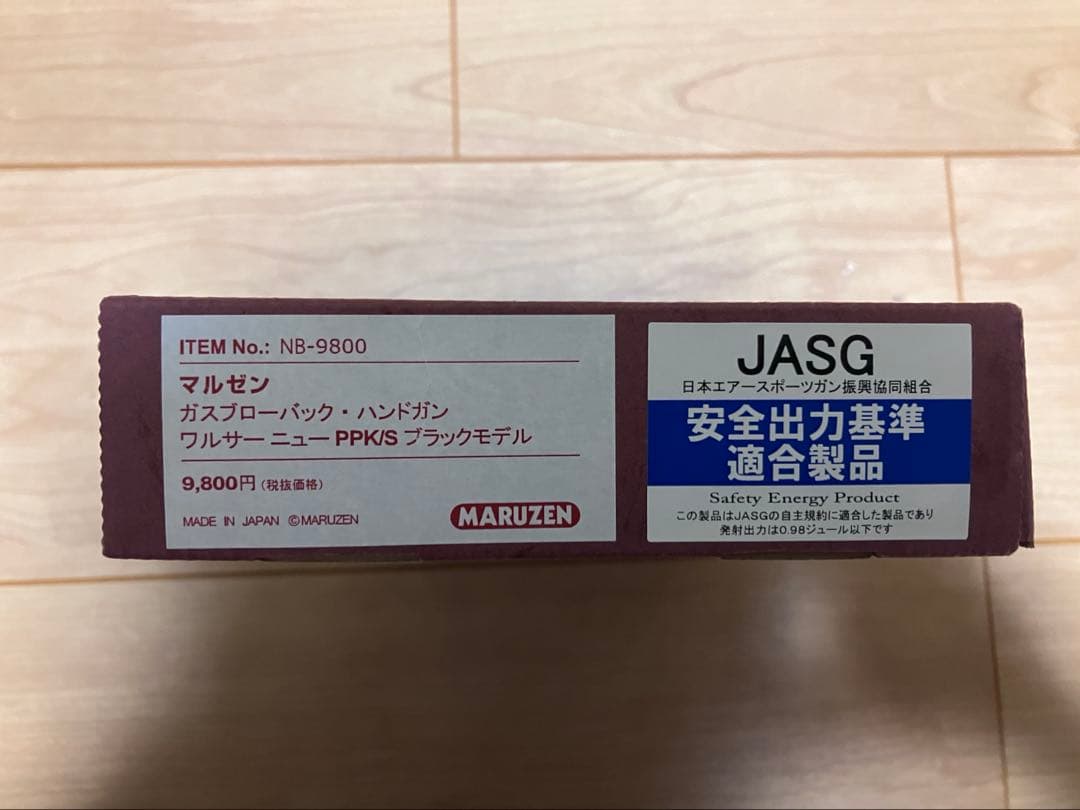 ITEM No.: NB-9800
マルゼン
ガスブローバック・ハンドガン
ワルサー ニュー PPK/S ブラックモデル
9,800円 (税抜価格)
MADE IN JAPAN ©MARUZEN
MARUZEN
JASG
日本エアースポーツガン振興協同組合
安全出力基準
適合製品
Safety Energy Product
この製品はJASGの自主規約に適合した製品であり
発射出力は0.98ジュール以下です